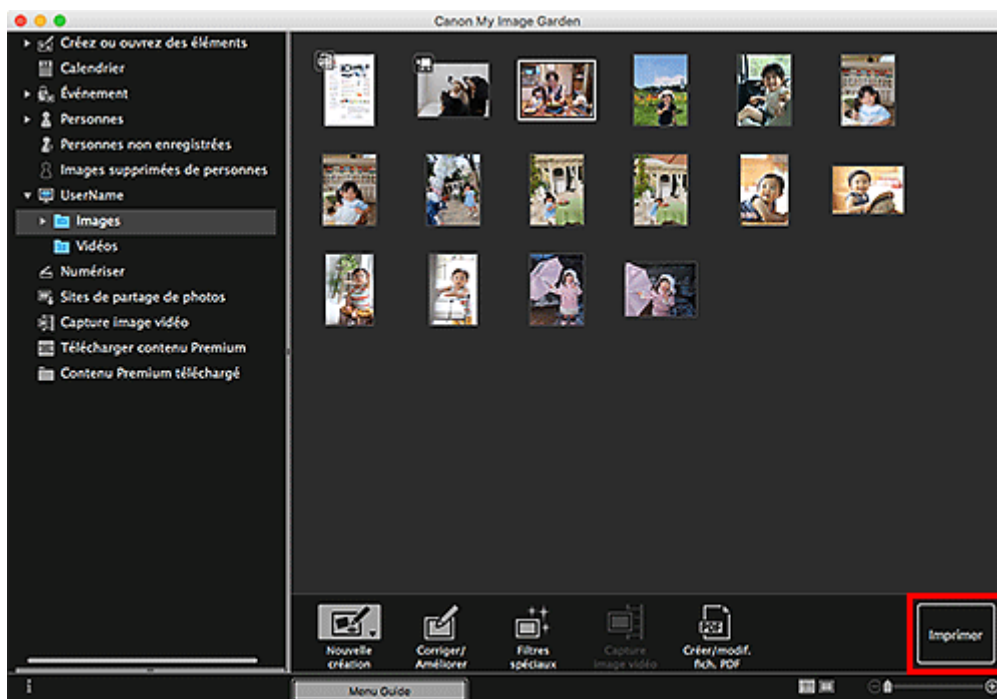 Canon My Image Garden
Créez ou ouvrez des éléments
Calendrier
Événement
Personnes
Personnes non enregistrées
Images supprimées de personnes
UserName
Images
Vidéos
Numériser
Sites de partage de photos
Capture image vidéo
Télécharger contenu Premium
Contenu Premium téléchargé
Nouvelle
création
Corriger/
Améliorer
Filtres
spéciaux
Capture
image vidéo
PDF
Créer/modif.
fich. PDF
Imprimer
Menu Guide